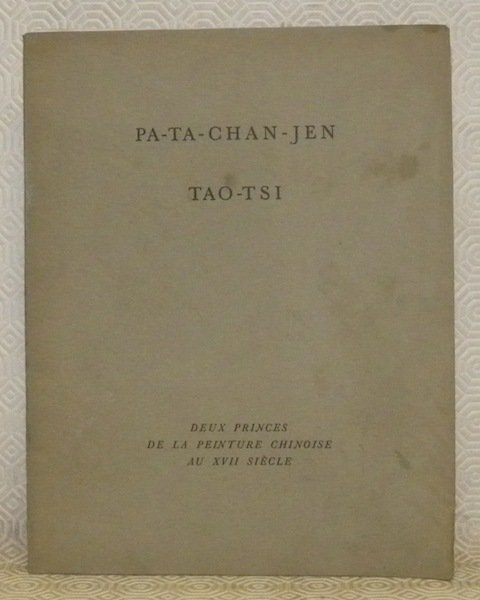 PA-TA-CHAN-JEN
TAO-TSI
DEUX PRINCES
DE LA PEINTURE CHINOISE
AU XVII SIÈCLE